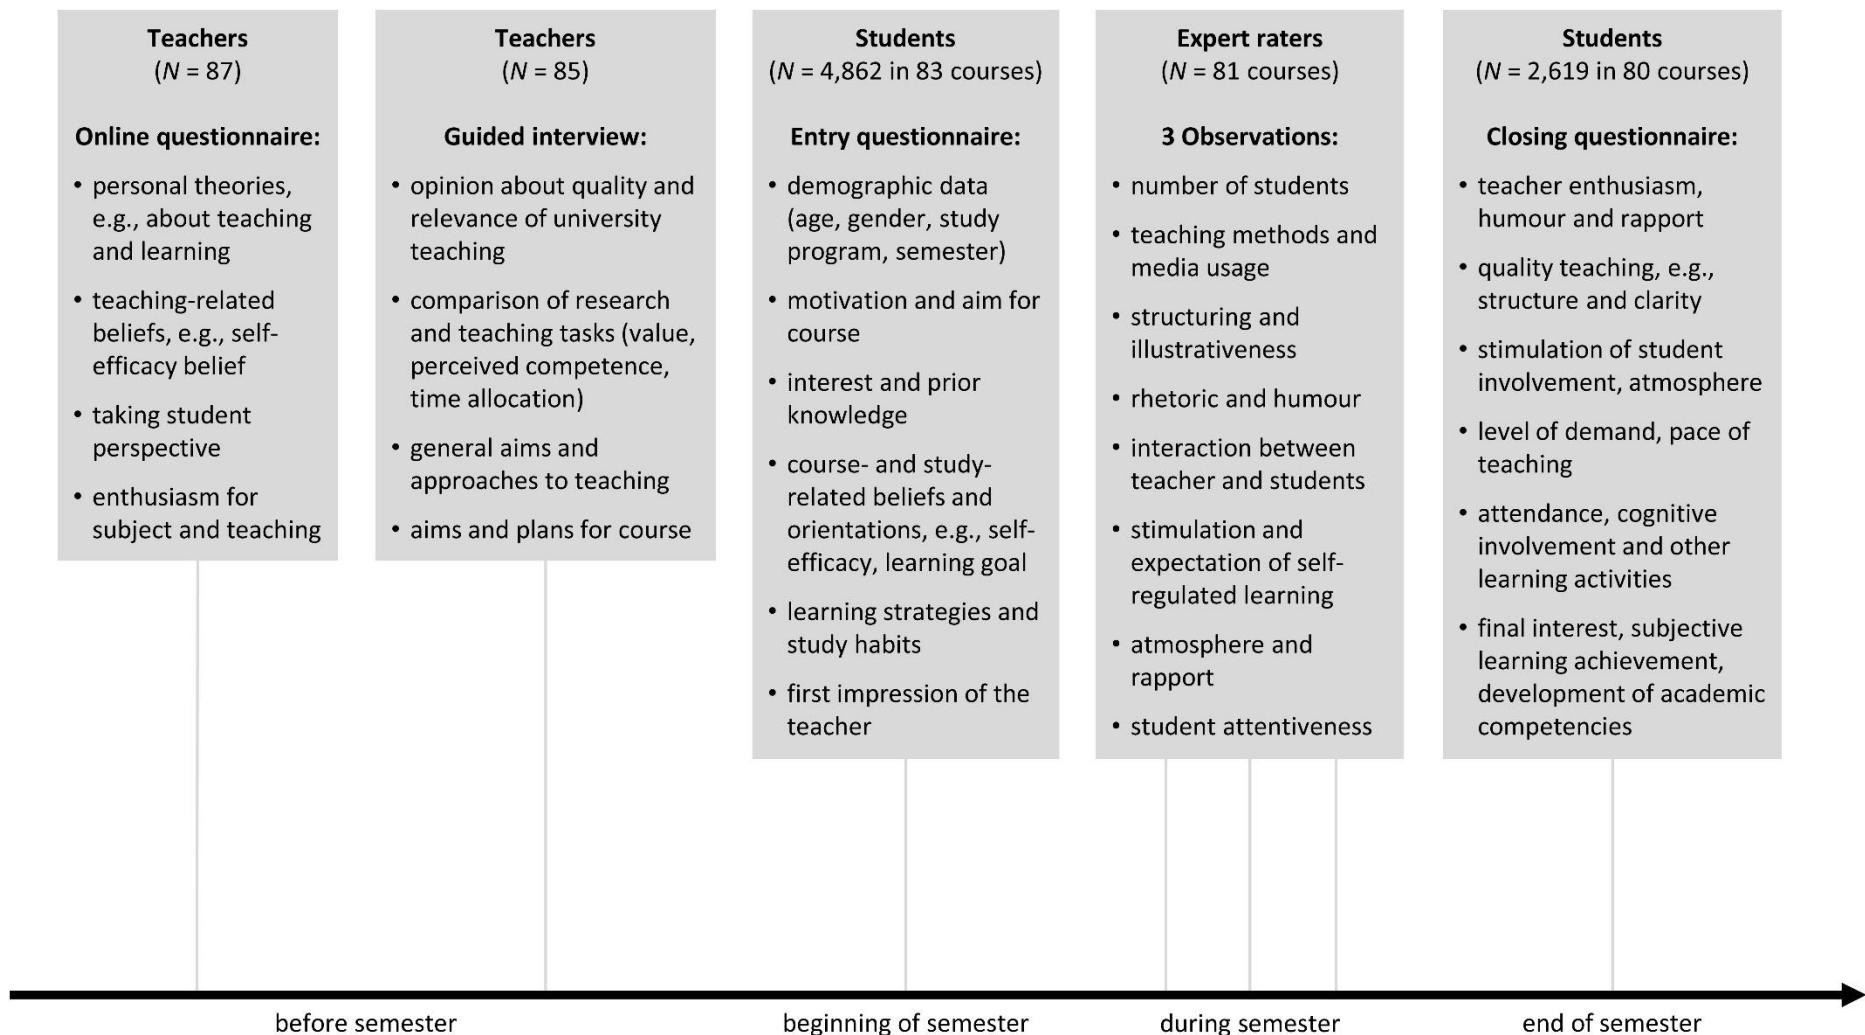 Teachers
(N = 87)
Online questionnaire:
• personal theories,
e.g., about teaching
and learning
• teaching-related
beliefs, e.g., self-
efficacy belief
• taking student
perspective
• enthusiasm for
subject and teaching
Teachers
(N = 85)
Guided interview:
• opinion about quality and
relevance of university
teaching
• comparison of research
and teaching tasks (value,
perceived competence,
time allocation)
• general aims and
approaches to teaching
• aims and plans for course
Students
(N = 4,862 in 83 courses)
Entry questionnaire:
• demographic data
(age, gender, study
program, semester)
• motivation and aim for
course
• interest and prior
knowledge
• course- and study-
related beliefs and
orientations, e.g., self-
efficacy, learning goal
• learning strategies and
study habits
• first impression of the
teacher
Expert raters
(N = 81 courses)
3 Observations:
• number of students
• teaching methods and
media usage
• structuring and
illustrativeness
• rhetoric and humour
• interaction between
teacher and students
• stimulation and
expectation of self-
regulated learning
• atmosphere and
rapport
• student attentiveness
Students
(N = 2,619 in 80 courses)
Closing questionnaire:
• teacher enthusiasm,
humour and rapport
• quality teaching, e.g.,
structure and clarity
• stimulation of student
involvement, atmosphere
• level of demand, pace of
teaching
• attendance, cognitive
involvement and other
learning activities
• final interest, subjective
learning achievement,
development of academic
competencies
before semester
beginning of semester
during semester
end of semester